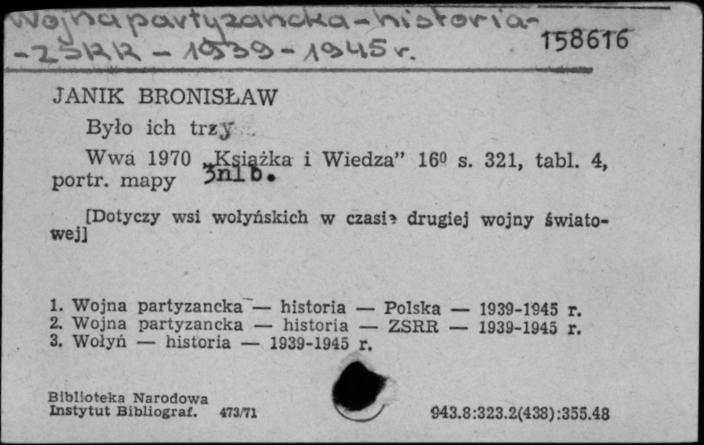 Wojna partyzancka - historia -
- ZSRR - 1939-1945 r.
158616
JANIK BRONISŁAW
Było ich trzy
Wwa 1970 „Książka i Wiedza” 16⁰ s. 321, tabl. 4,
portr. mapy 3nlb.
[Dotyczy wsi wołyńskich w czasie drugiej wojny świato-
wej]
1. Wojna partyzancka — historia — Polska — 1939-1945 r.
2. Wojna partyzancka — historia — ZSRR — 1939-1945 r.
3. Wołyń — historia — 1939-1945 r.
Biblioteka Narodowa
Instytut Bibliograf. 473/71
943.8:323.2(438):355.48